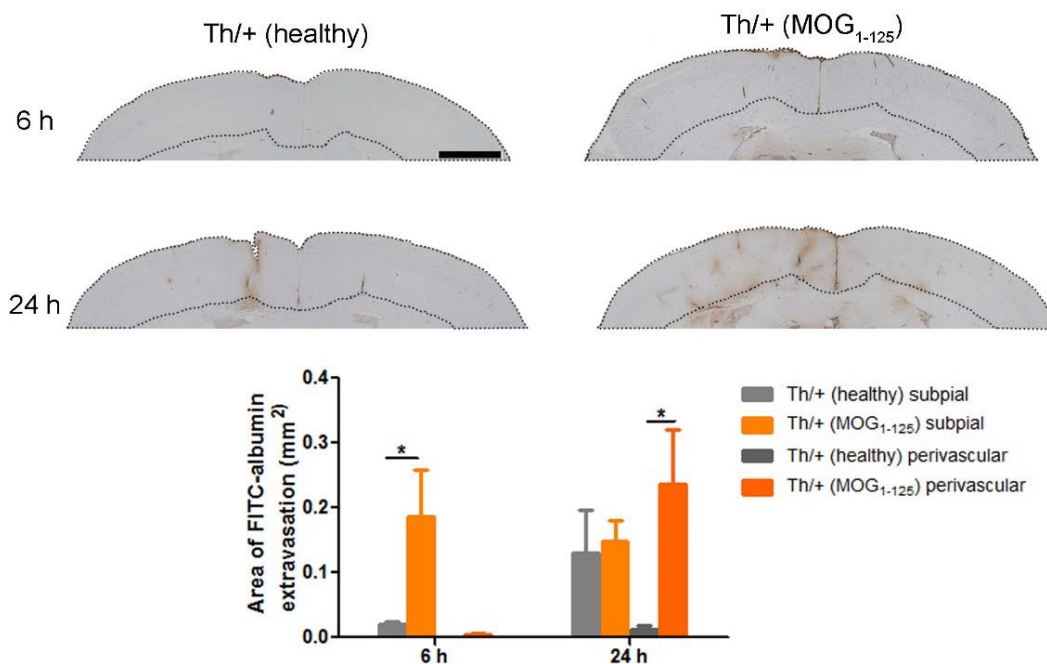 Th/+ (healthy)
Th/+ (MOG1-125)
6 h
24 h
Area of FITC-albumin
extravasation (mm2)
0.4
0.3
0.2
0.1
0.0
*
*
6 h
24 h
Th/+ (healthy) subpial
Th/+ (MOG1-125) subpial
Th/+ (healthy) perivascular
Th/+ (MOG1-125) perivascular